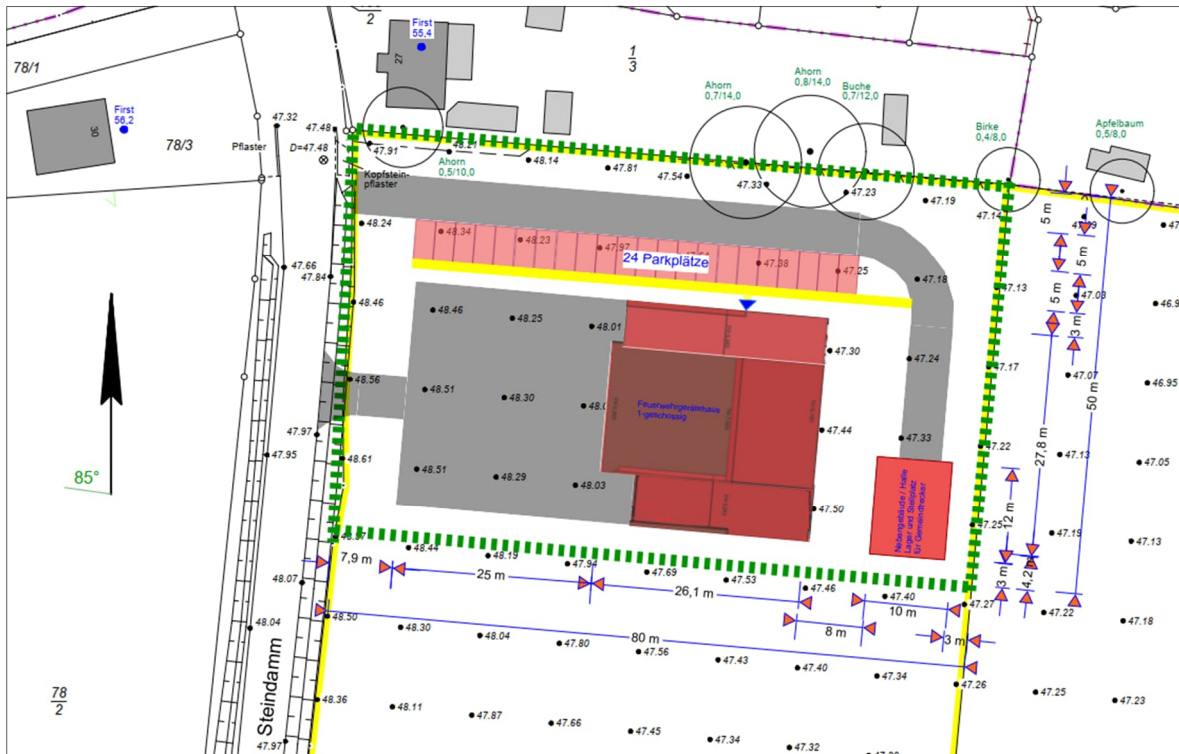 2
First
55,4
27
1
3
78/1
First
56,2
30
78/3
Pflaster
47.32
47.48
D=47.48
47.91
48.21
48.14
47.81
47.54
47.33
47.23
47.19
47.14
Kopfstein-
pflaster
Ahorn
0,5/10,0
Ahorn
0,7/14,0
Ahorn
0,8/14,0
Buche
0,7/12,0
Birke
0,4/8,0
Apfelbaum
0,5/8,0
48.24
48.34
48.23
47.97
24 Parkplätze
47.38
47.25
47.18
47.13
47.03
47.66
47.84
48.46
48.46
48.25
48.01
47.30
47.24
47.17
47.07
46.95
48.56
48.51
48.30
Feuerwehrgerätehaus
1-geschossig
47.44
47.33
47.22
47.13
47.05
47.97
47.95
48.61
48.51
48.29
48.03
47.50
47.25
47.19
47.13
Nebengebäude / Halle
Lager und Stellplatz
für Gemeindtrecker
85°
5 m
5 m
5 m
3 m
50 m
27,8 m
12 m
3 m
4,2 m
48.44
48.19
47.94
47.69
47.53
47.46
47.40
47.27
47.22
47.18
7,9 m
25 m
26,1 m
8 m
10 m
3 m
80 m
48.07
48.50
48.04
48.30
48.04
47.80
47.56
47.43
47.40
47.34
47.26
47.25
47.23
Steindamm
78
2
48.36
48.11
47.87
47.66
47.45
47.34
47.32
47.97